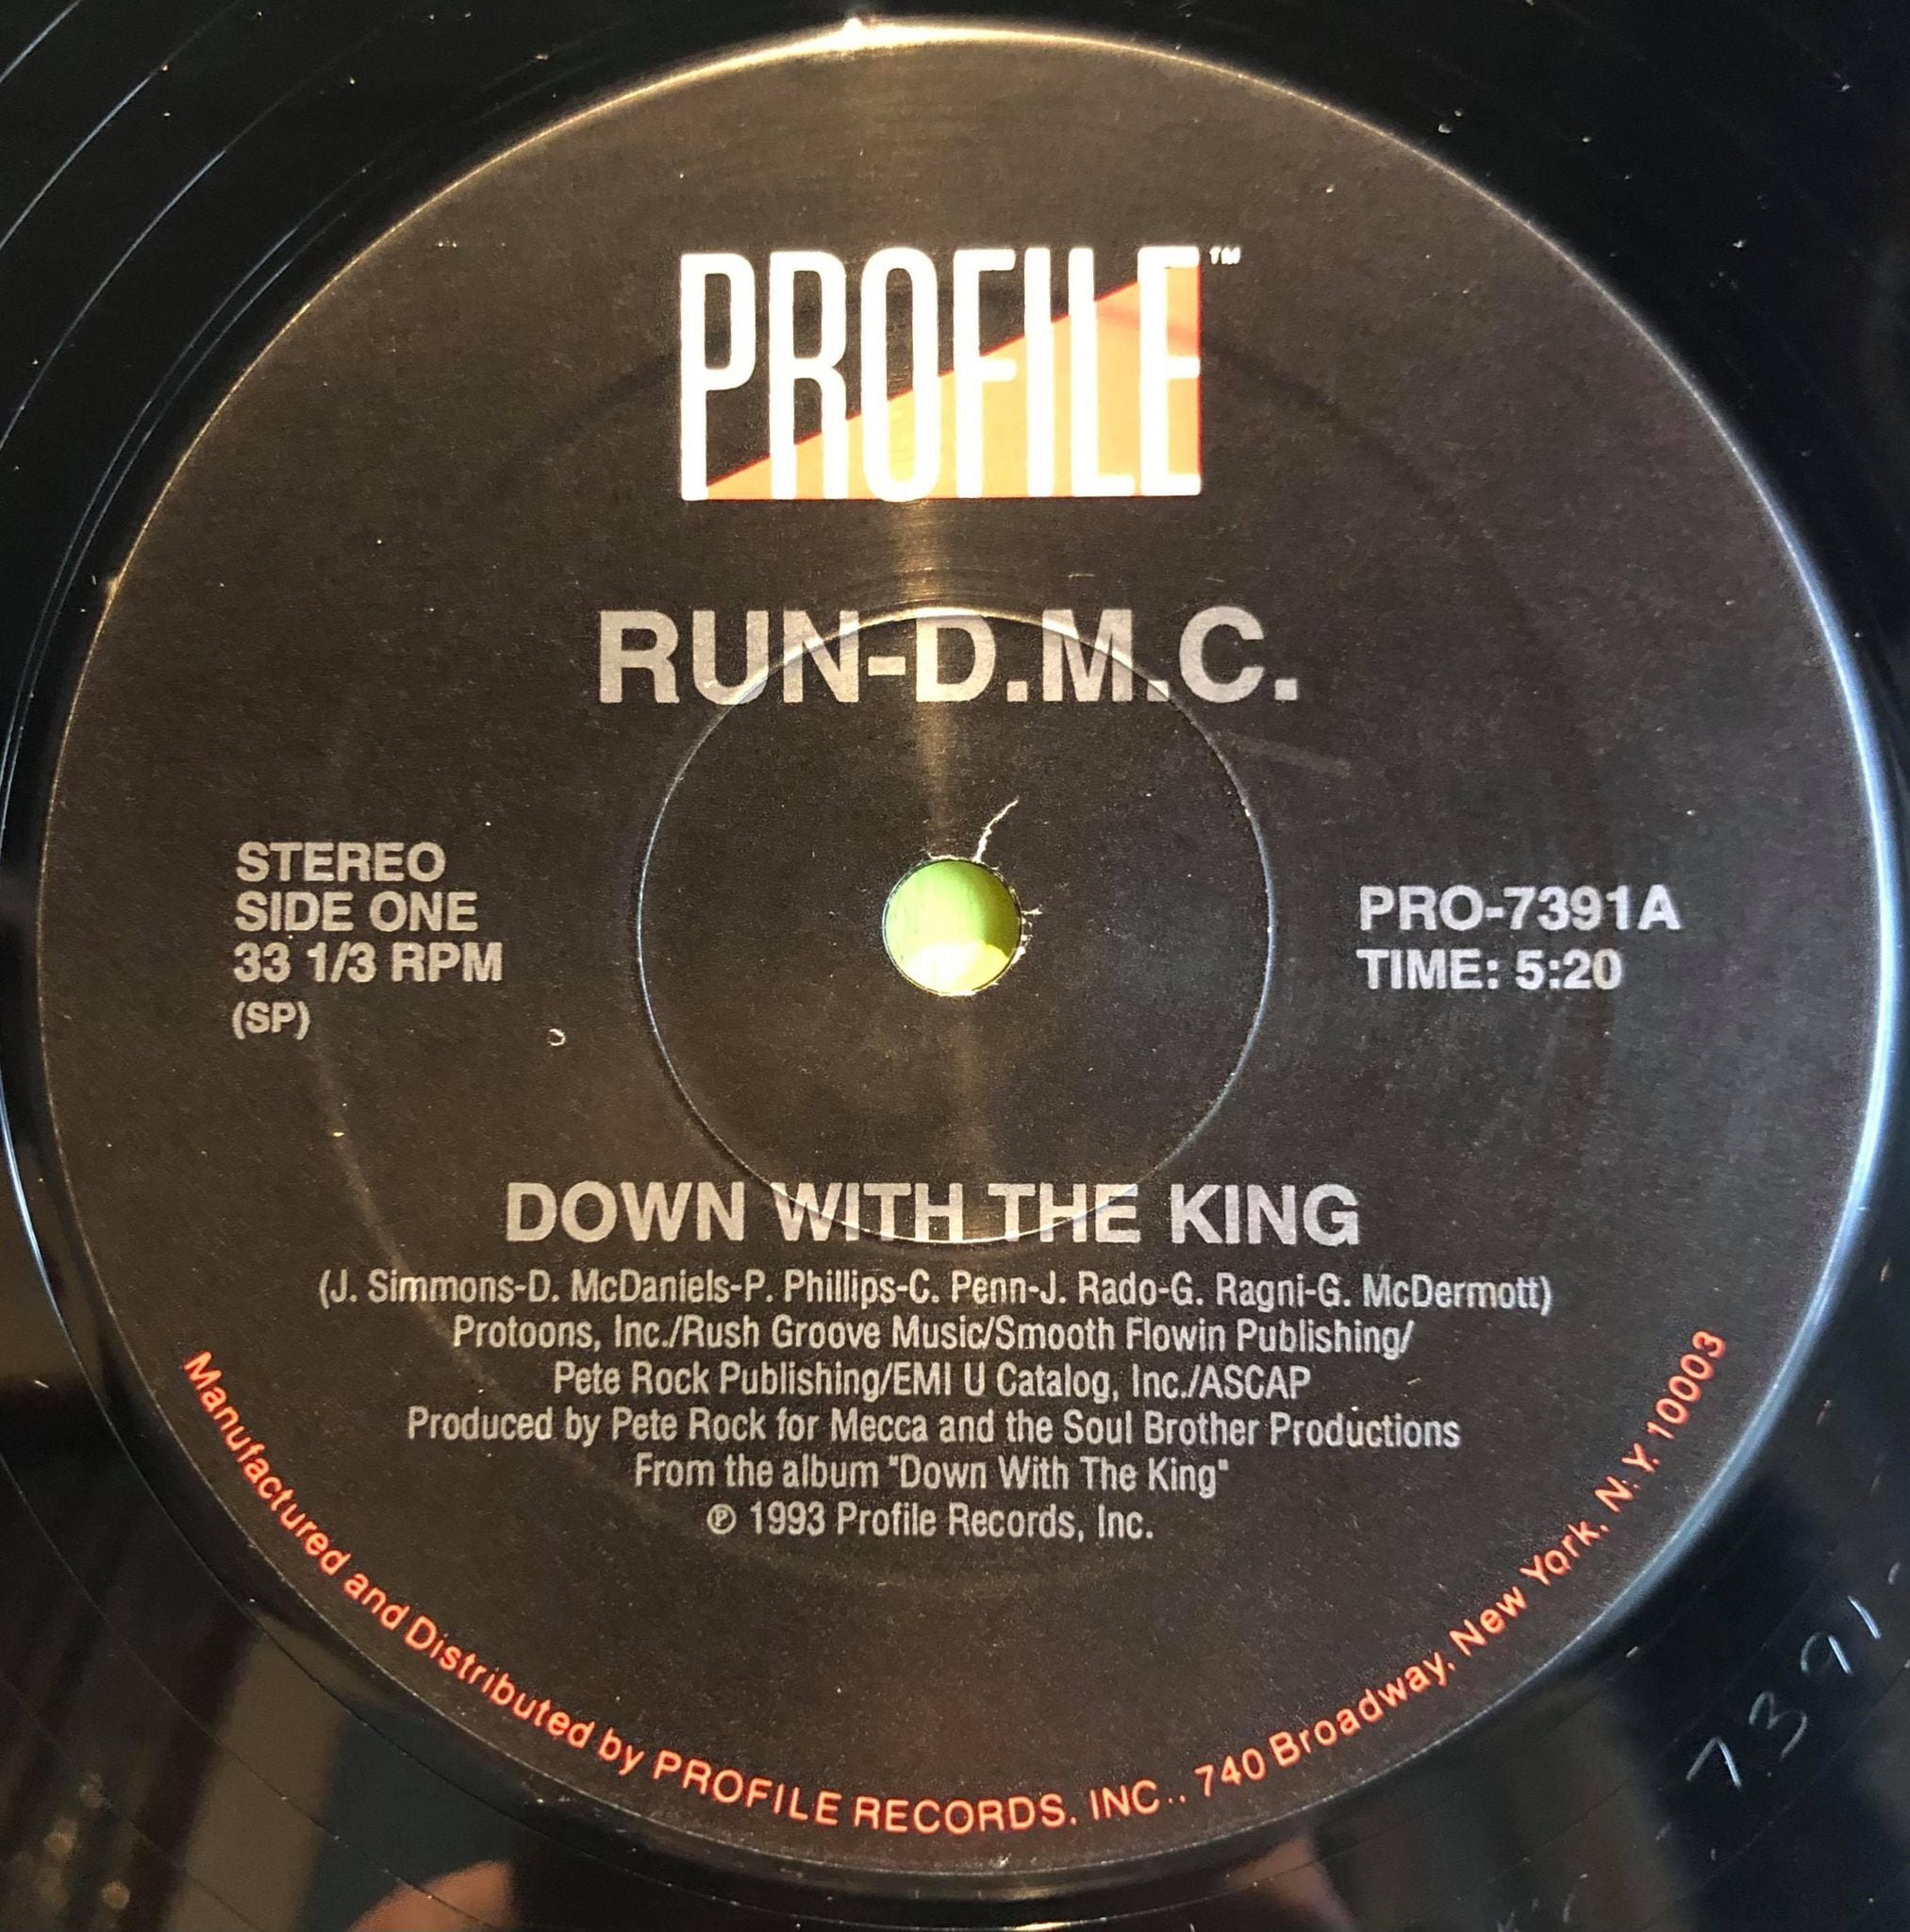 PROFILE™
RUN-D.M.C.
STEREO
SIDE ONE
33 1/3 RPM
(SP)
PRO-7391A
TIME: 5:20
DOWN WITH THE KING
(J. Simmons-D. McDaniels-P. Phillips-C. Penn-J. Rado-G. Ragni-G. McDermott)
Protoons, Inc./Rush Groove Music/Smooth Flowin Publishing/
Pete Rock Publishing/EMI U Catalog, Inc./ASCAP
Produced by Pete Rock for Mecca and the Soul Brother Productions
From the album "Down With The King"
℗ 1993 Profile Records, Inc.
Manufactured and Distributed by PROFILE RECORDS, INC., 740 Broadway, New York, N.Y. 10003
7391